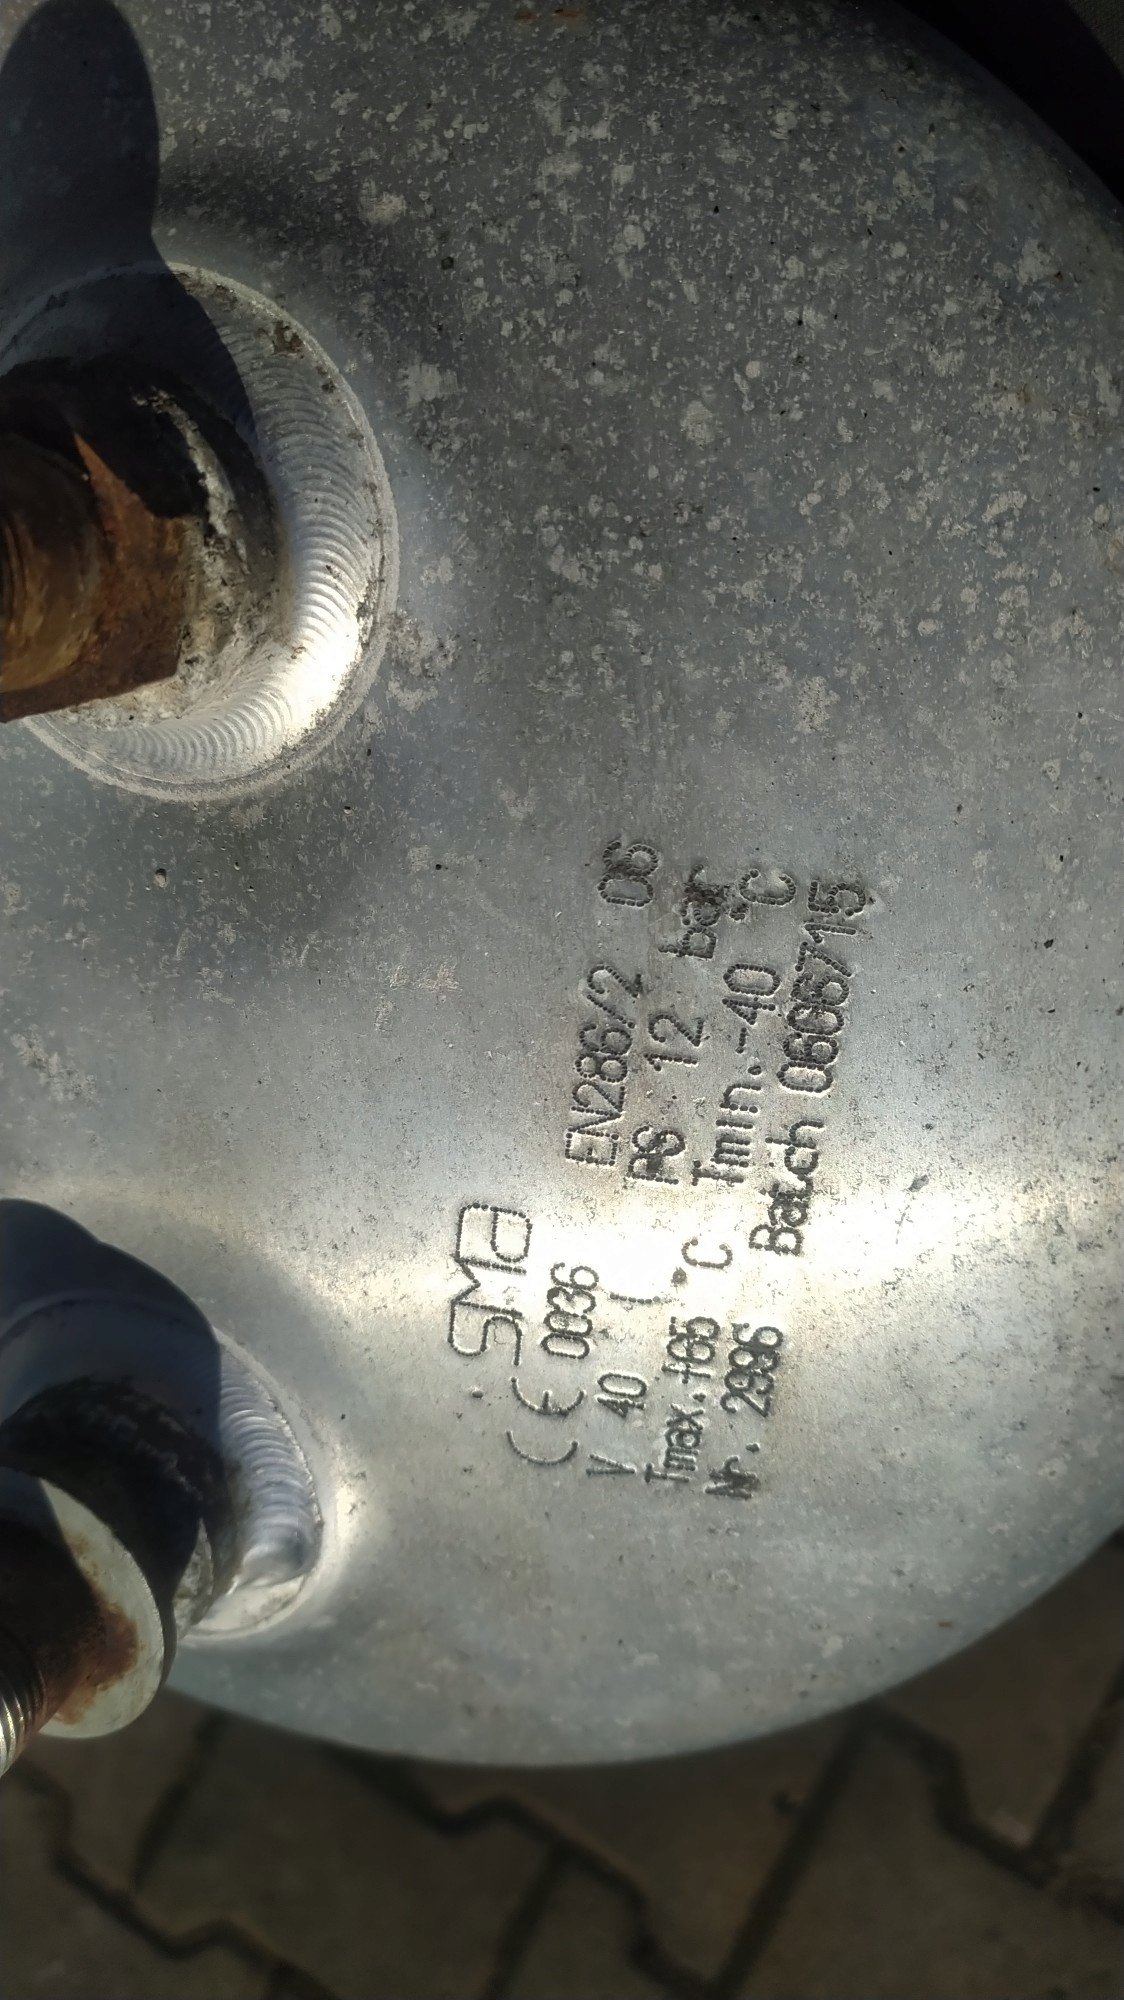 SMa
CE 0036 EN286/2 06
V 40 l PS 12 bar
Tmax.+65 °C Tmin.-40 °C
Nr. 2986 Batch 0606715